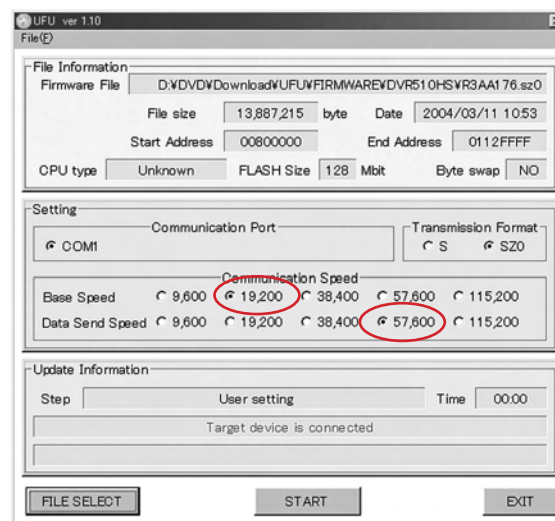 UFU ver 1.10
File(F)
File Information
Firmware File D:¥DVD¥Download¥UFU¥FIRMWARE¥DVR510HS¥R3AA176.sz0
File size 13,887,215 byte Date 2004/03/11 10:53
Start Address 00800000 End Address 0112FFFF
CPU type Unknown FLASH Size 128 Mbit Byte swap NO
Setting
Communication Port Transmission Format
COM1 S SZ0
Communication Speed
Base Speed 9,600 19,200 38,400 57,600 115,200
Data Send Speed 9,600 19,200 38,400 57,600 115,200
Update Information
Step User setting Time 00:00
Target device is connected
FILE SELECT START EXIT